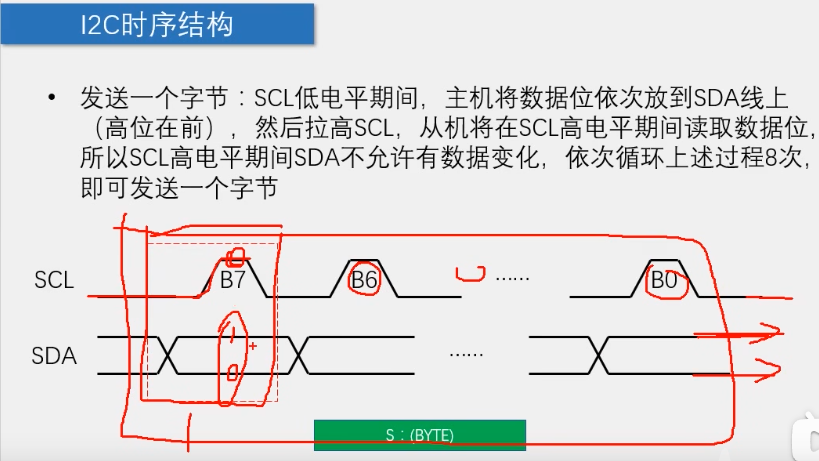 I2C时序结构
• 发送一个字节：SCL低电平期间，主机将数据位依次放到SDA线上
（高位在前），然后拉高SCL，从机将在SCL高电平期间读取数据位，
所以SCL高电平期间SDA不允许有数据变化，依次循环上述过程8次，
即可发送一个字节
SCL B7 B6 …… B0
1
SDA ……
0
S：(BYTE)